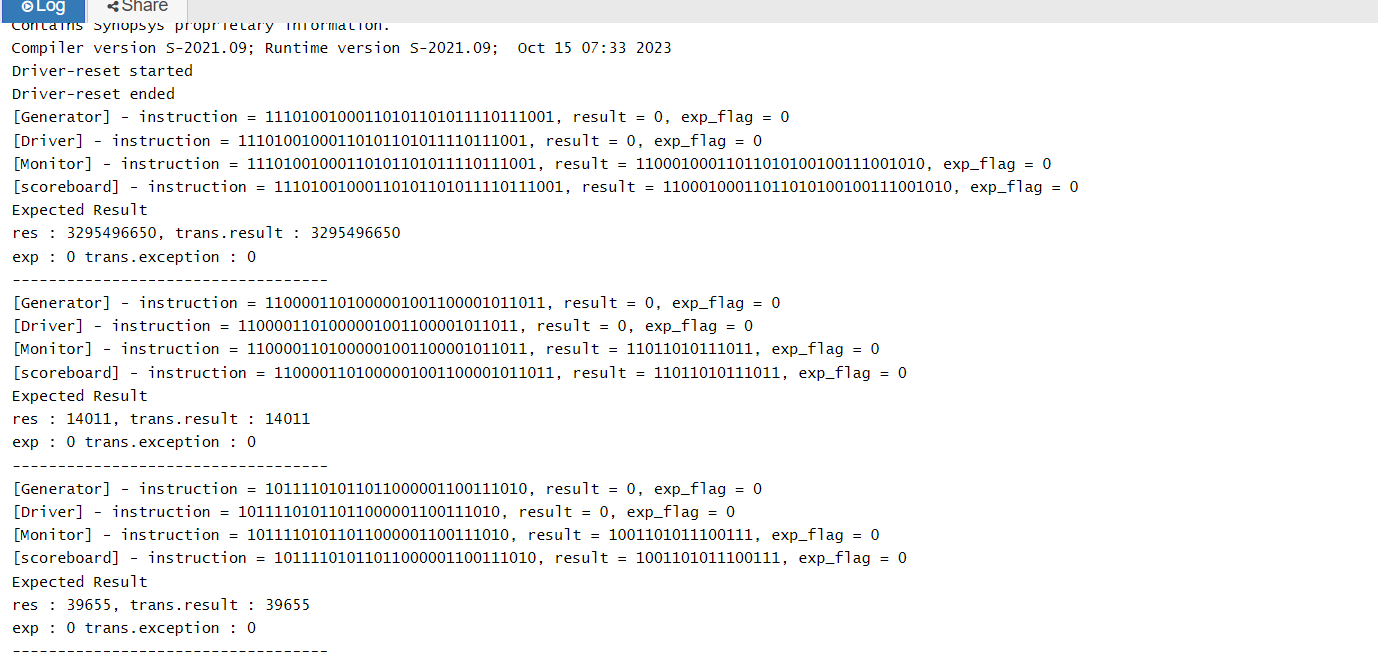 Log Share
Contains Synopsys proprietary information.
Compiler version S-2021.09; Runtime version S-2021.09;  Oct 15 07:33 2023
Driver-reset started
Driver-reset ended
[Generator] - instruction = 11101001000110101101011110111001, result = 0, exp_flag = 0
[Driver] - instruction = 11101001000110101101011110111001, result = 0, exp_flag = 0
[Monitor] - instruction = 11101001000110101101011110111001, result = 11000100011011010100100111001010, exp_flag = 0
[scoreboard] - instruction = 11101001000110101101011110111001, result = 11000100011011010100100111001010, exp_flag = 0
Expected Result
res : 3295496650, trans.result : 3295496650
exp : 0 trans.exception : 0
-----------------------------------
[Generator] - instruction = 1100001101000001001100001011011, result = 0, exp_flag = 0
[Driver] - instruction = 1100001101000001001100001011011, result = 0, exp_flag = 0
[Monitor] - instruction = 1100001101000001001100001011011, result = 11011010111011, exp_flag = 0
[scoreboard] - instruction = 1100001101000001001100001011011, result = 11011010111011, exp_flag = 0
Expected Result
res : 14011, trans.result : 14011
exp : 0 trans.exception : 0
-----------------------------------
[Generator] - instruction = 10111101011011000001100111010, result = 0, exp_flag = 0
[Driver] - instruction = 10111101011011000001100111010, result = 0, exp_flag = 0
[Monitor] - instruction = 10111101011011000001100111010, result = 1001101011100111, exp_flag = 0
[scoreboard] - instruction = 10111101011011000001100111010, result = 1001101011100111, exp_flag = 0
Expected Result
res : 39655, trans.result : 39655
exp : 0 trans.exception : 0
-----------------------------------